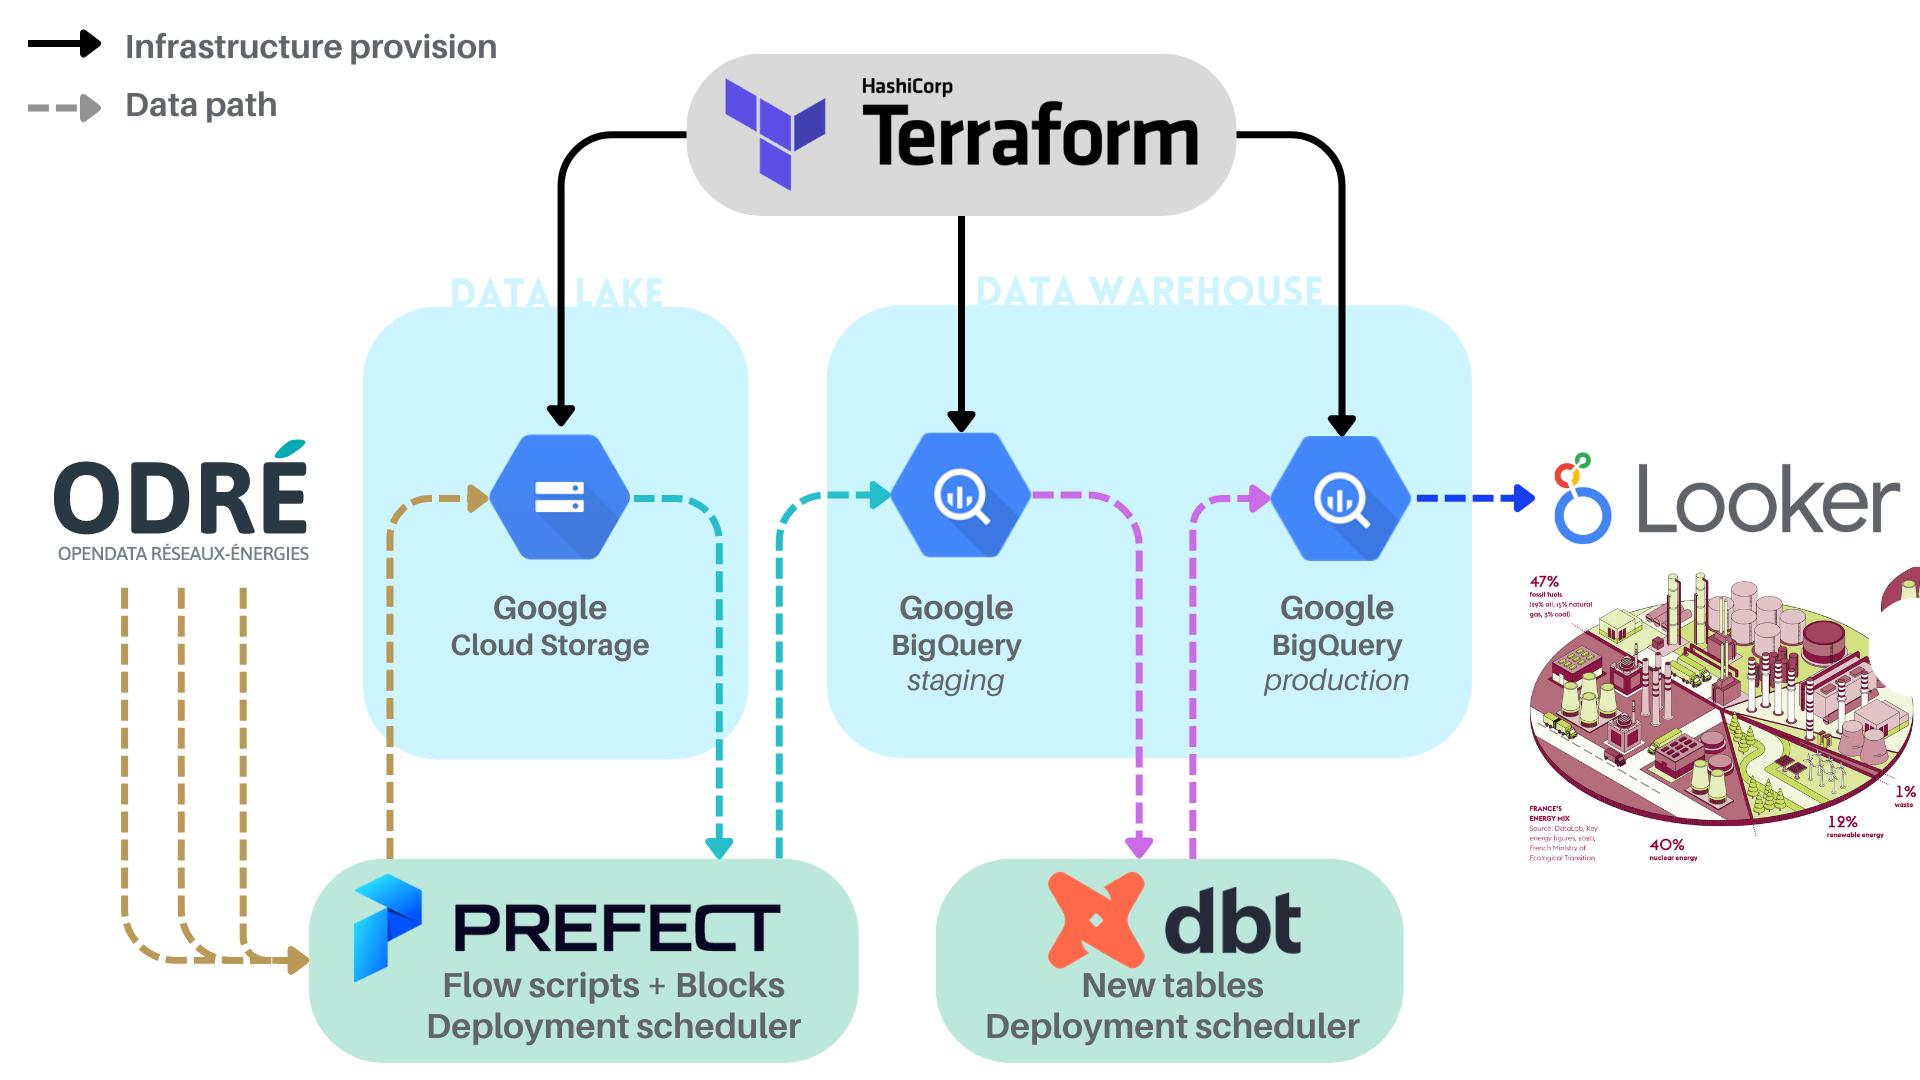 Infrastructure provision
Data path
HashiCorp
Terraform
DATA LAKE
DATA WAREHOUSE
ODRÉ
OPENDATA RÉSEAUX-ÉNERGIES
Google
Cloud Storage
Google
BigQuery
staging
Google
BigQuery
production
Looker
47%
fossil fuels
(29% oil, 15% natural
gas, 3% coal)
1%
waste
12%
renewable energy
40%
nuclear energy
FRANCE'S
ENERGY MIX
Source: DataLab, Key
energy figures, 2020,
French Ministry of
Ecological Transition
PREFECT
Flow scripts + Blocks
Deployment scheduler
dbt
New tables
Deployment scheduler